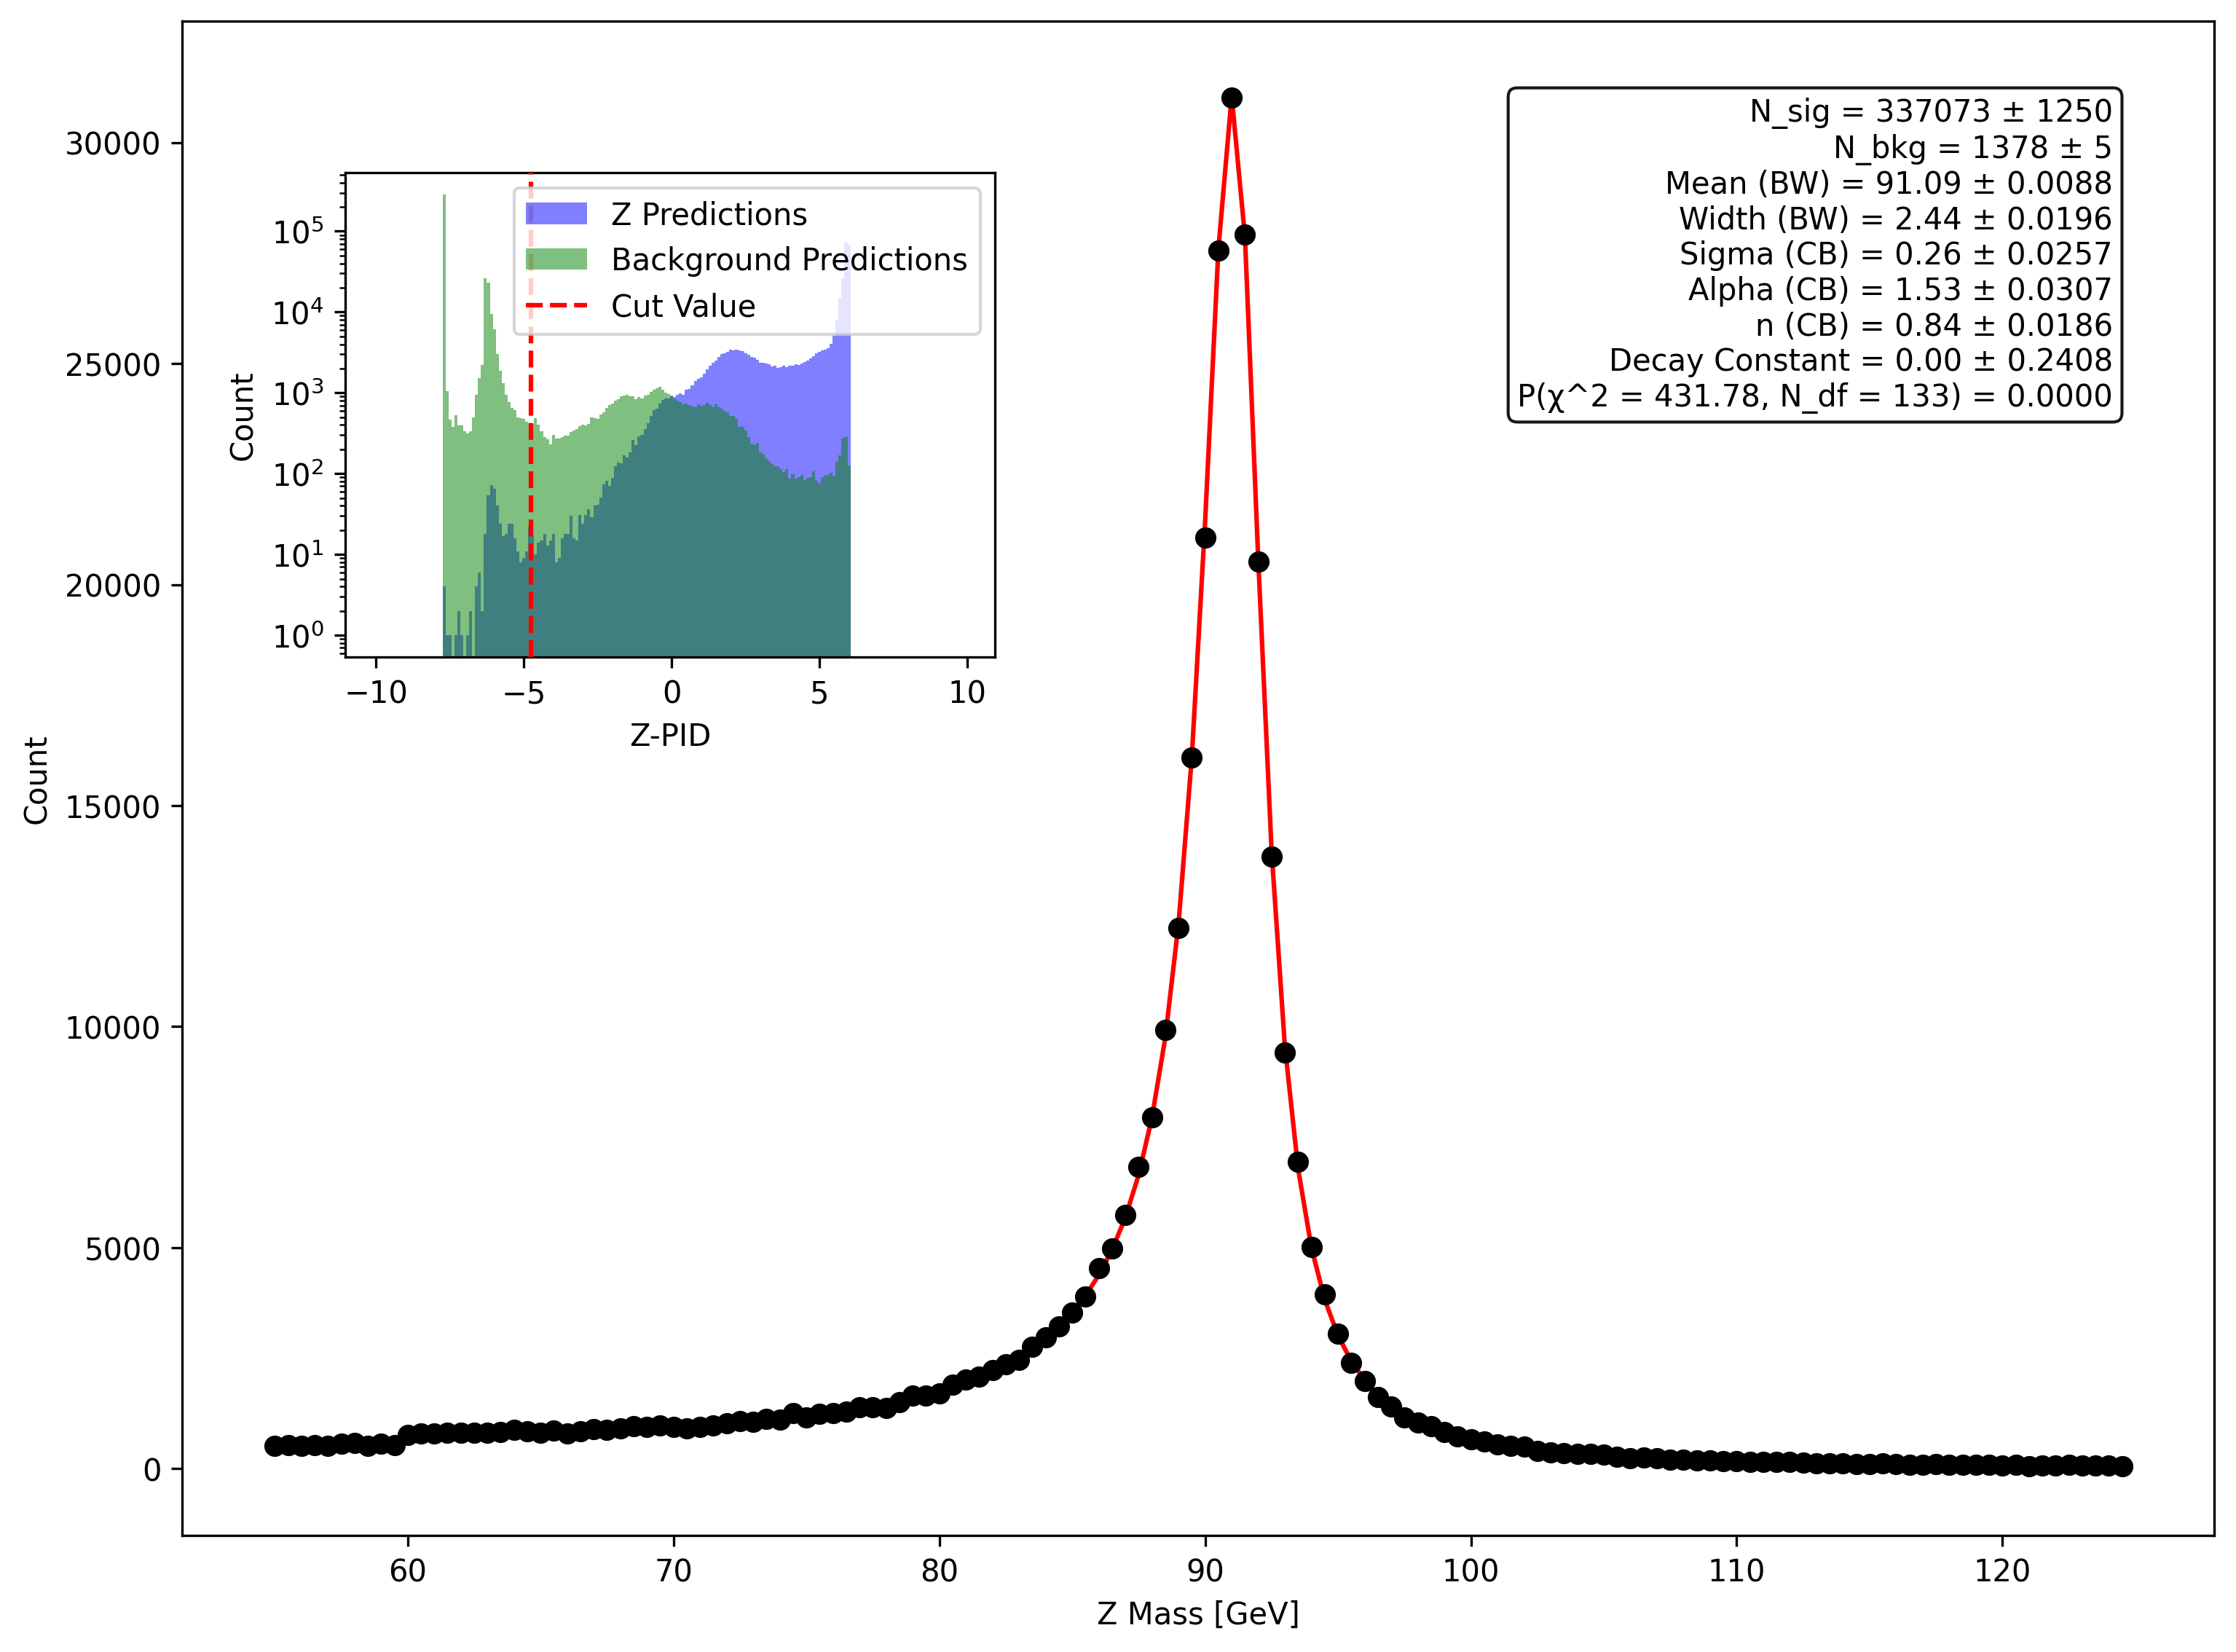 N_sig = 337073 ± 1250
N_bkg = 1378 ± 5
Mean (BW) = 91.09 ± 0.0088
Width (BW) = 2.44 ± 0.0196
Sigma (CB) = 0.26 ± 0.0257
Alpha (CB) = 1.53 ± 0.0307
n (CB) = 0.84 ± 0.0186
Decay Constant = 0.00 ± 0.2408
P(χ^2 = 431.78, N_df = 133) = 0.0000
Z Predictions
Background Predictions
Cut Value
10⁵
10⁴
10³
10²
10¹
10⁰
Count
−10 −5 0 5 10
Z-PID
30000
25000
20000
15000
10000
5000
0
Count
60 70 80 90 100 110 120
Z Mass [GeV]